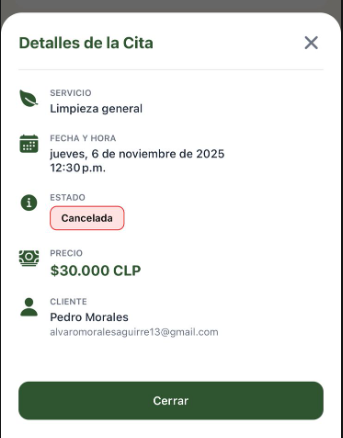 Detalles de la Cita
SERVICIO
Limpieza general
FECHA Y HORA
jueves, 6 de noviembre de 2025
12:30 p.m.
ESTADO
Cancelada
PRECIO
$30.000 CLP
CLIENTE
Pedro Morales
alvaromoralesaguirre13@gmail.com
Cerrar